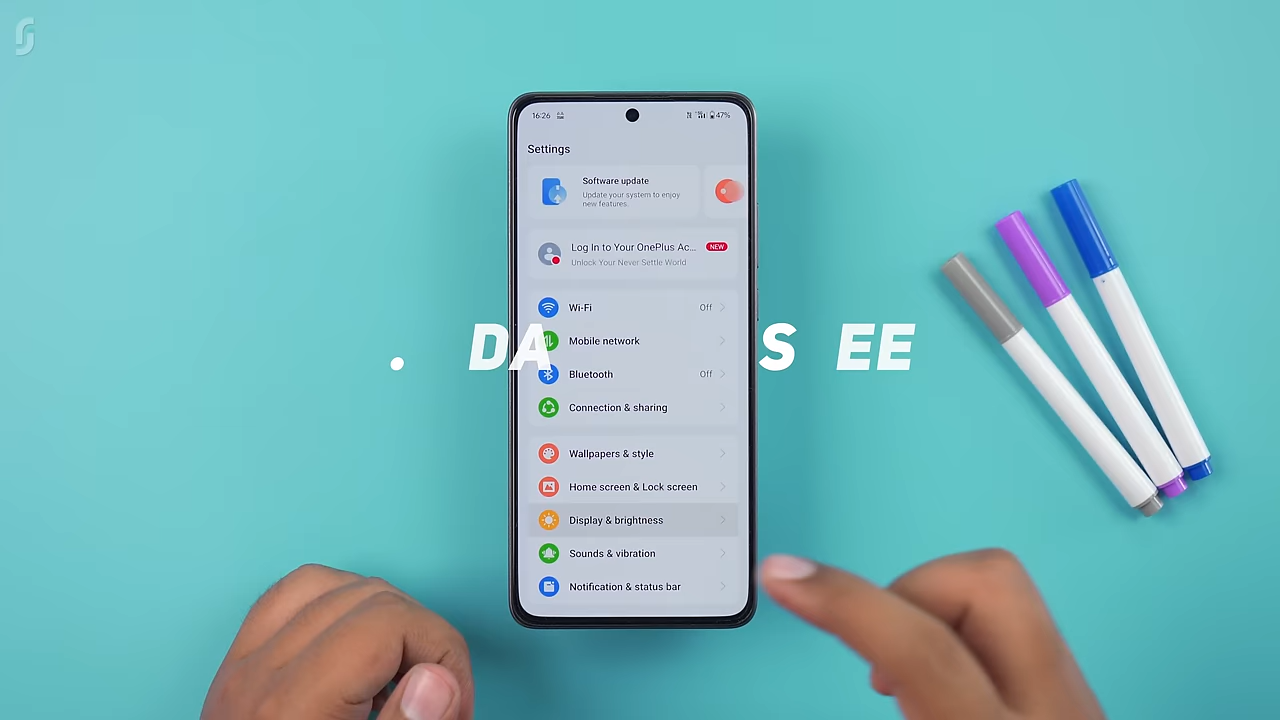 16:26
47%
Settings
Software update
Update your system to enjoy
new features.
Log In to Your OnePlus Ac...
NEW
Unlock Your Never Settle World
Wi-Fi Off
. DA S EE
Mobile network
Bluetooth Off
Connection & sharing
Wallpapers & style
Home screen & Lock screen
Display & brightness
Sounds & vibration
Notification & status bar